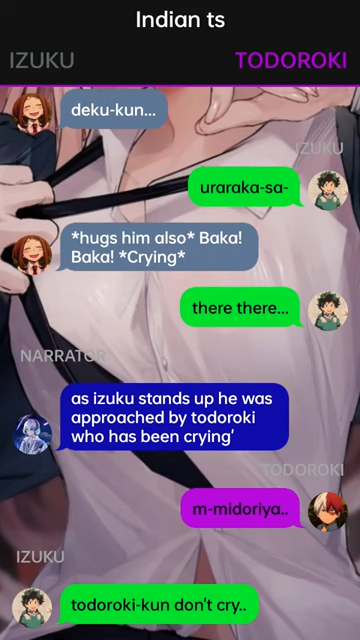 Indian ts
IZUKU
TODOROKI
deku-kun...
IZUKU
uraraka-sa-
*hugs him also* Baka!
Baka! *Crying*
there there...
NARRATOR
as izuku stands up he was
approached by todoroki
who has been crying'
TODOROKI
m-midoriya..
IZUKU
todoroki-kun don't cry..